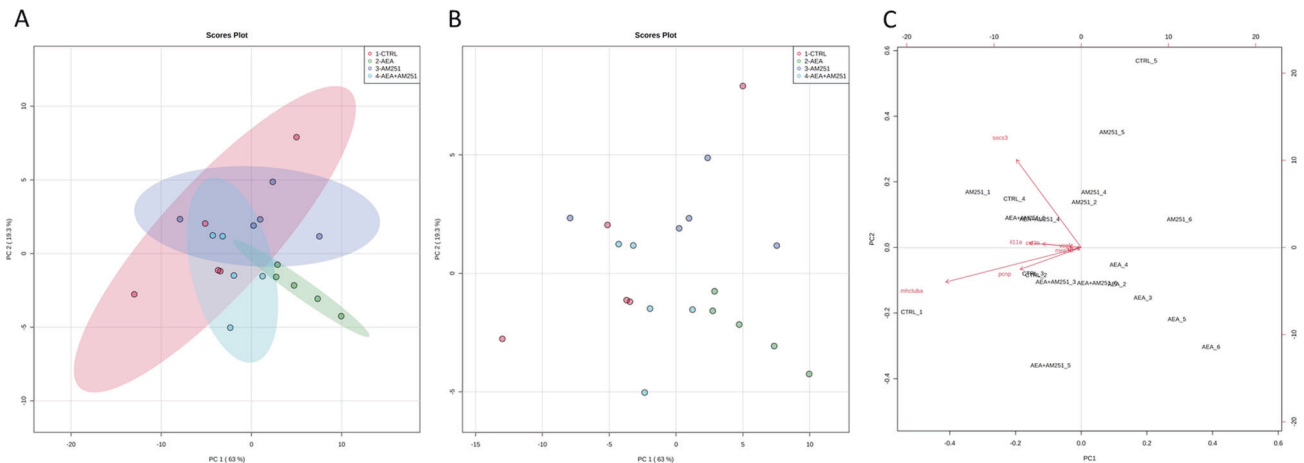 A
B
C
Scores Plot
1-CTRL
2-AEA
3-AM251
4-AEA+AM251
10
5
0
-5
-10
PC 2 ( 19.3 %)
-20
-10
0
10
PC 1 ( 63 %)
Scores Plot
1-CTRL
2-AEA
3-AM251
4-AEA+AM251
5
0
-5
PC 2 ( 19.3 %)
-15
-10
-5
0
5
10
PC 1 ( 63 %)
-20
-10
0
10
20
0.6
0.4
0.2
0.0
-0.2
-0.4
PC2
20
10
0
-10
-20
CTRL_5
AM251_5
socs3
AM251_1
CTRL_4
AM251_4
AM251_2
AM251_6
AEA+AM251_4
il11a
AEA_4
pcnp
AEA+AM251_3
AEA_2
mhcIuba
AEA_3
CTRL_1
AEA_5
AEA_6
AEA+AM251_5
-0.4
-0.2
0.0
0.2
0.4
0.6
PC1